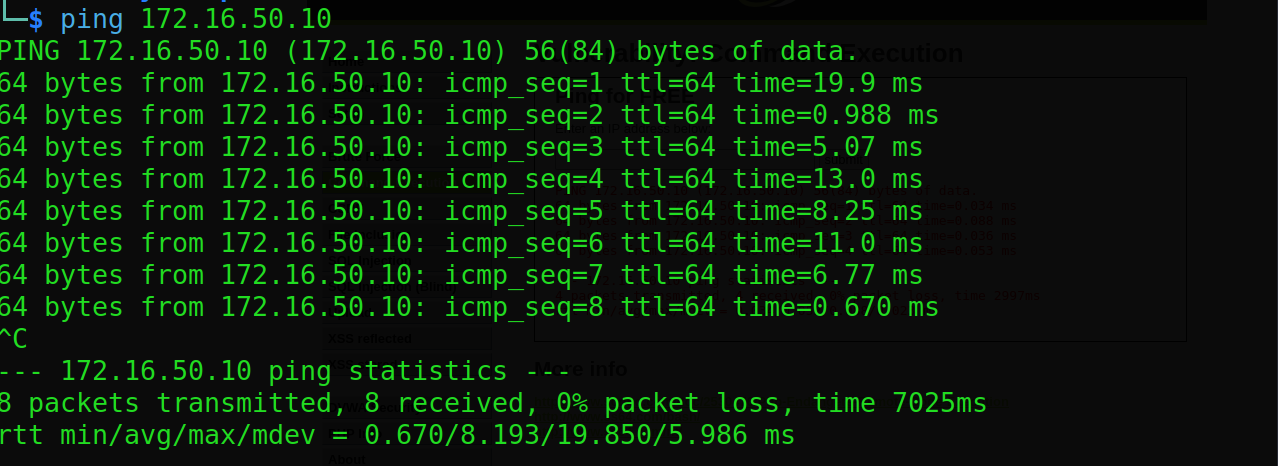 └─$ ping 172.16.50.10
PING 172.16.50.10 (172.16.50.10) 56(84) bytes of data.
64 bytes from 172.16.50.10: icmp_seq=1 ttl=64 time=19.9 ms
64 bytes from 172.16.50.10: icmp_seq=2 ttl=64 time=0.988 ms
64 bytes from 172.16.50.10: icmp_seq=3 ttl=64 time=5.07 ms
64 bytes from 172.16.50.10: icmp_seq=4 ttl=64 time=13.0 ms
64 bytes from 172.16.50.10: icmp_seq=5 ttl=64 time=8.25 ms
64 bytes from 172.16.50.10: icmp_seq=6 ttl=64 time=11.0 ms
64 bytes from 172.16.50.10: icmp_seq=7 ttl=64 time=6.77 ms
64 bytes from 172.16.50.10: icmp_seq=8 ttl=64 time=0.670 ms
^C
--- 172.16.50.10 ping statistics ---
8 packets transmitted, 8 received, 0% packet loss, time 7025ms
rtt min/avg/max/mdev = 0.670/8.193/19.850/5.986 ms
Execution
XSS reflected
More info
About